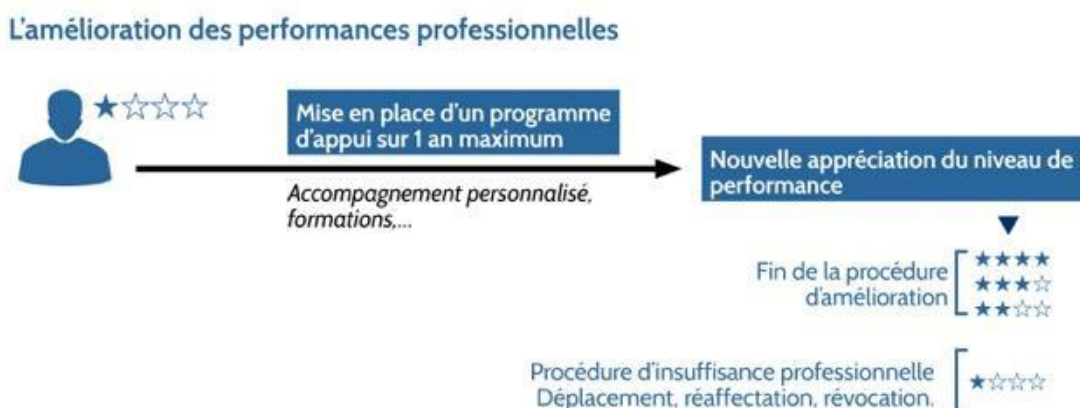 L'amélioration des performances professionnelles
Mise en place d'un programme
d'appui sur 1 an maximum
Accompagnement personnalisé,
formations,...
Nouvelle appréciation du niveau de
performance
Fin de la procédure
d'amélioration
Procédure d'insuffisance professionnelle
Déplacement, réaffectation, révocation.